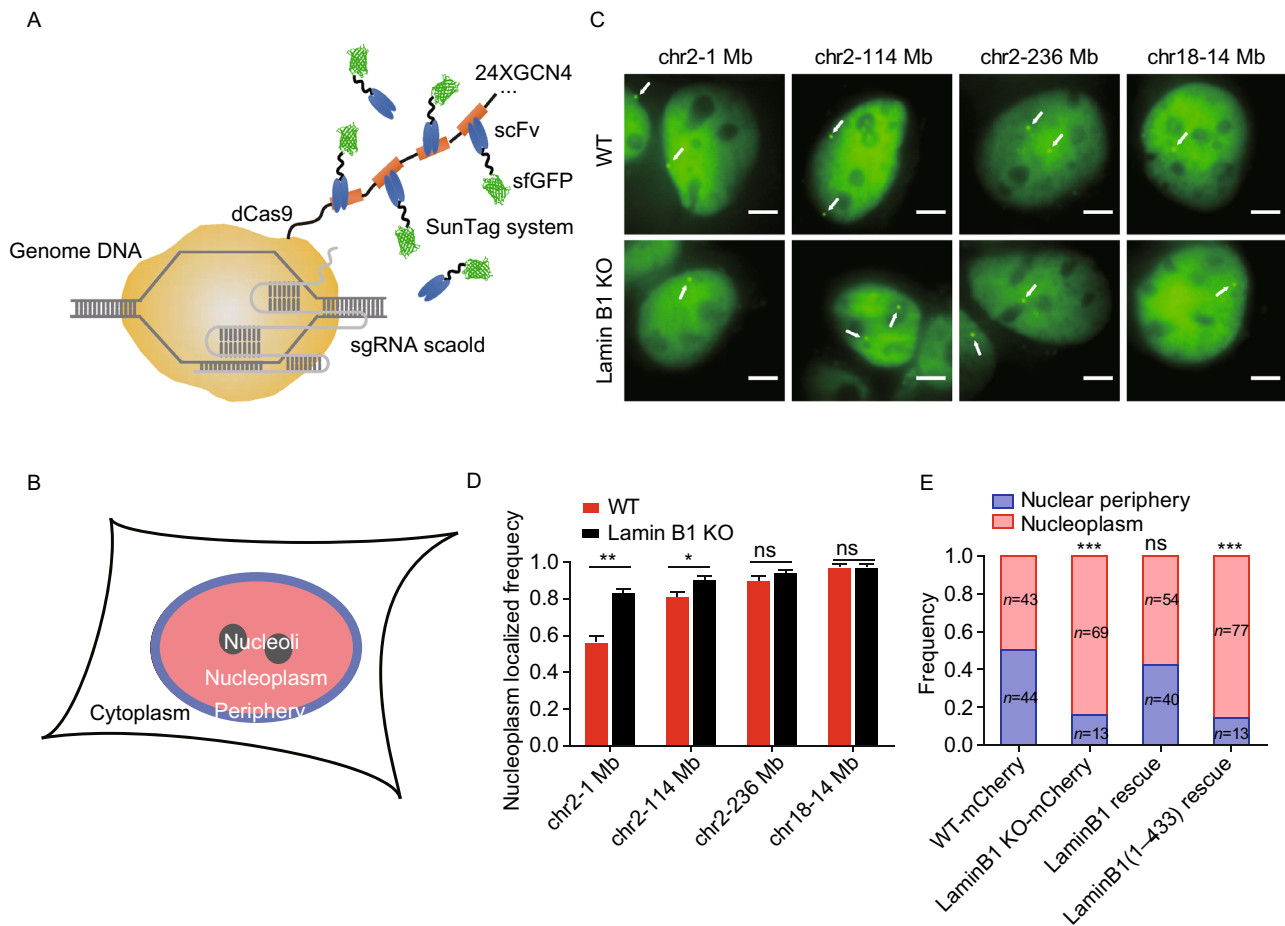 A
24XGCN4
...
scFv
sfGFP
dCas9
SunTag system
Genome DNA
sgRNA scaold
B
Nucleoli
Nucleoplasm
Periphery
Cytoplasm
C
chr2-1 Mb chr2-114 Mb chr2-236 Mb chr18-14 Mb
WT
Lamin B1 KO
D
WT
Lamin B1 KO
Nucleoplasm localized frequecy
** * ns ns
1.0
0.8
0.6
0.4
0.2
0.0
chr2-1 Mb
chr2-114 Mb
chr2-236 Mb
chr18-14 Mb
E
Nuclear periphery
Nucleoplasm
*** ns ***
Frequency
1.0
0.8
0.6
0.4
0.2
0.0
n=43 n=69 n=54 n=77
n=44 n=13 n=40 n=13
WT-mCherry
LaminB1 KO-mCherry
LaminB1 rescue
LaminB1(1–433) rescue